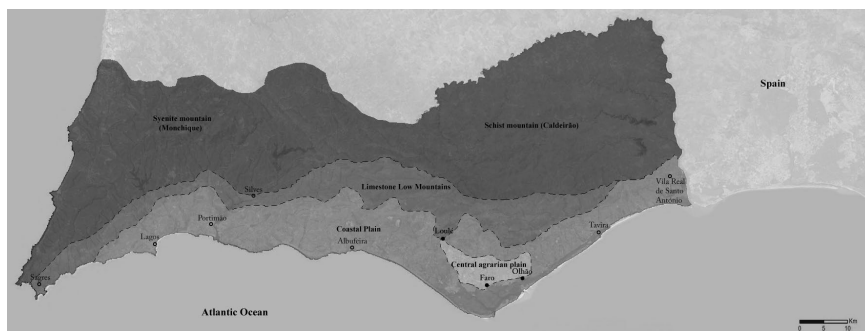 Spain
Syenite mountain
(Monchique)
Schist mountain (Caldeirão)
Limestone Low Mountains
Silves
Vila Real
de Santo
Antonio
Portimão
Coastal Plain
Loulé
Tavira
Lagos
Albufeira
Central agrarian plain
Olhão
Sagres
Faro
Atlantic Ocean
Km
0 5 10